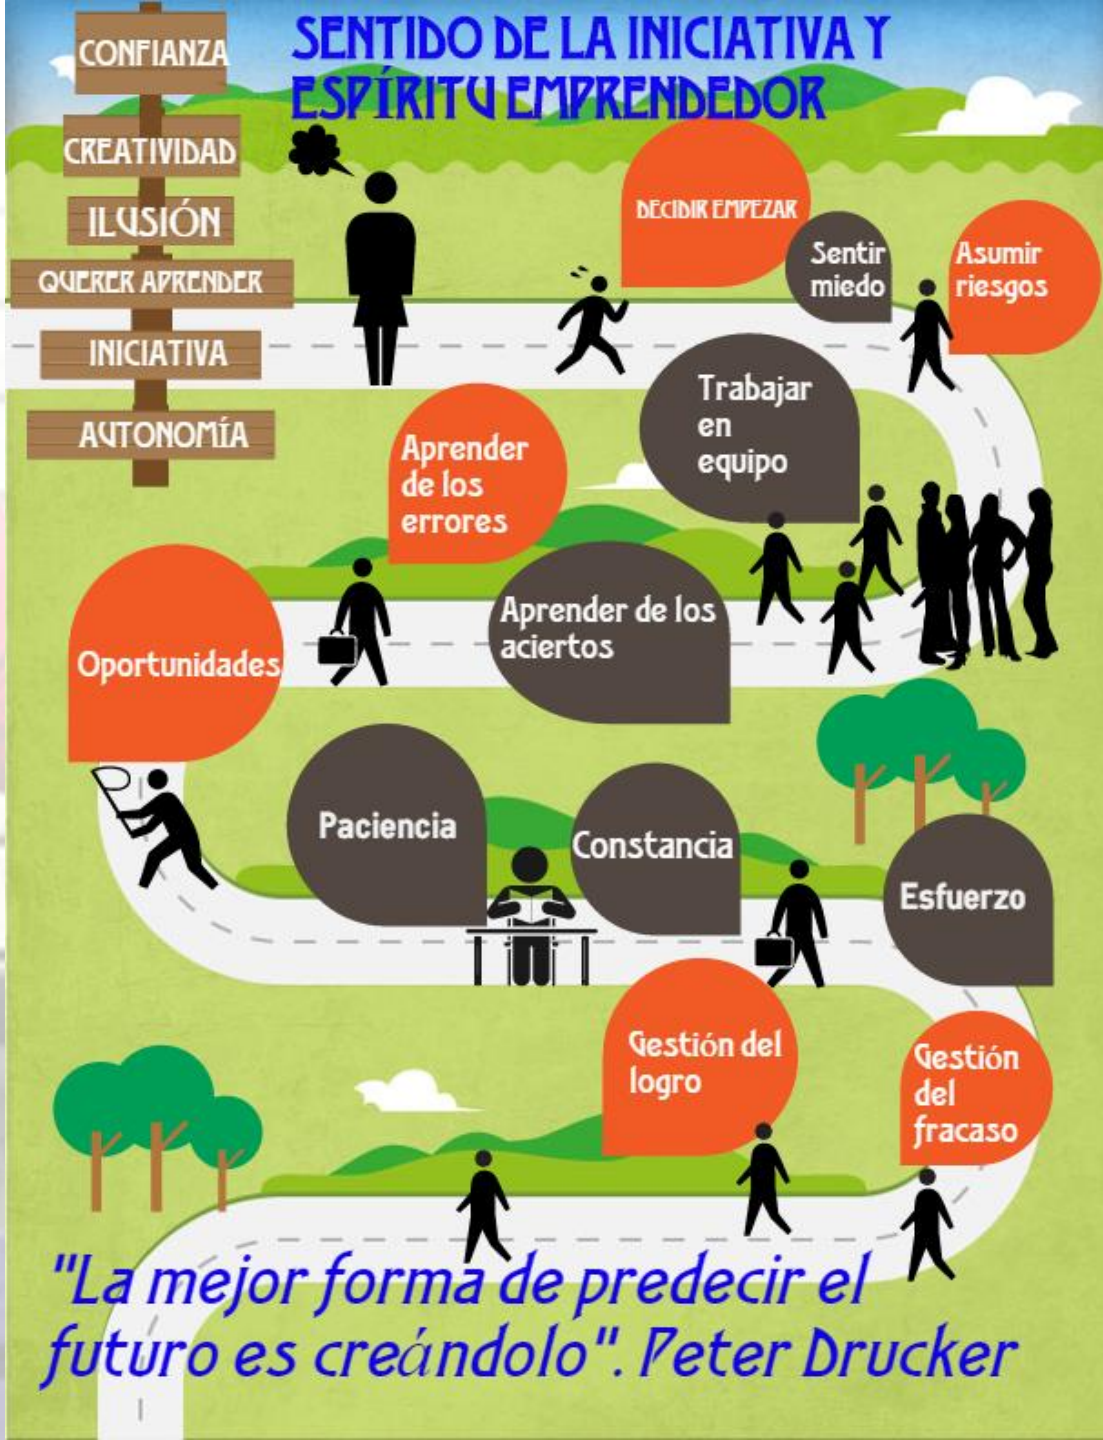 SENTIDO DE LA INICIATIVA Y
ESPÍRITU EMPRENDEDOR
CONFIANZA
CREATIVIDAD
ILUSIÓN
QUERER APRENDER
INICIATIVA
AUTONOMÍA
DECIDIR EMPEZAR
Sentir
miedo
Asumir
riesgos
Trabajar
en
equipo
Aprender
de los
errores
Aprender de los
aciertos
Oportunidades
Paciencia
Constancia
Esfuerzo
Gestión del
logro
Gestión
del
fracaso
"La mejor forma de predecir el
futuro es creándolo". Peter Drucker